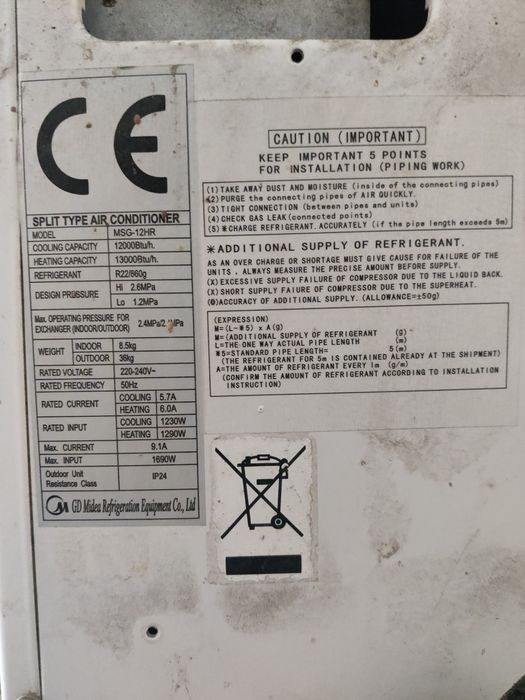 CE
SPLIT TYPE AIR CONDITIONER
MODEL MSG-12HR
COOLING CAPACITY 12000Btu/h.
HEATING CAPACITY 13000Btu/h.
REFRIGERANT R22/860g
DESIGN PRESSURE Hi 2.6MPa
Lo 1.2MPa
Max. OPERATING PRESSURE FOR
EXCHANGER (INDOOR/OUTDOOR) 2.4MPa/2. MPa
WEIGHT INDOOR 8.5kg
OUTDOOR 36kg
RATED VOLTAGE 220-240V~
RATED FREQUENCY 50Hz
RATED CURRENT COOLING 5.7A
HEATING 6.0A
RATED INPUT COOLING 1230W
HEATING 1290W
Max. CURRENT 9.1A
Max. INPUT 1690W
Outdoor Unit
Resistance Class IP24
GD Midea Refrigeration Equipment Co., Ltd
CAUTION (IMPORTANT)
KEEP IMPORTANT 5 POINTS
FOR INSTALLATION (PIPING WORK)
(1) TAKE AWAY DUST AND MOISTURE (inside of the connecting pipes)
(2) PURGE the connecting pipes of AIR QUICKLY.
(3) TIGHT CONNECTION (between pipes and units)
(4) CHECK GAS LEAK (connected points)
(5) ※ CHARGE REFRIGERANT. ACCURATELY (if the pipe length exceeds 5m)
※ADDITIONAL SUPPLY OF REFRIGERANT.
AS AN OVER CHARGE OR SHORTAGE MUST GIVE CAUSE FOR FAILURE OF THE
UNITS , ALWAYS MEASURE THE PRECISE AMOUNT BEFORE SUPPLY.
(X) EXCESSIVE SUPPLY FAILURE OF COMPRESSOR DUE TO THE LIQUID BACK.
(X) SHORT SUPPLY FAILURE OF COMPRESSOR DUE TO THE SUPERHEAT.
(O) ACCURACY OF ADDITIONAL SUPPLY. (ALLOWANCE=±50g)
(EXPRESSION)
M=(L-※5) x A(g)
M=(ADDITIONAL SUPPLY OF REFRIGERANT (g)
L=THE ONE WAY ACTUAL PIPE LENGTH (m)
※5=STANDARD PIPE LENGTH= 5(m)
(THE REFRIGERANT FOR 5m IS CONTAINED ALREADY AT THE SHIPMENT)
A=THE AMOUNT OF REFRIGERANT EVERY 1m (g/m)
(CONFIRM THE AMOUNT OF REFRIGERANT ACCORDING TO INSTALLATION
INSTRUCTION)